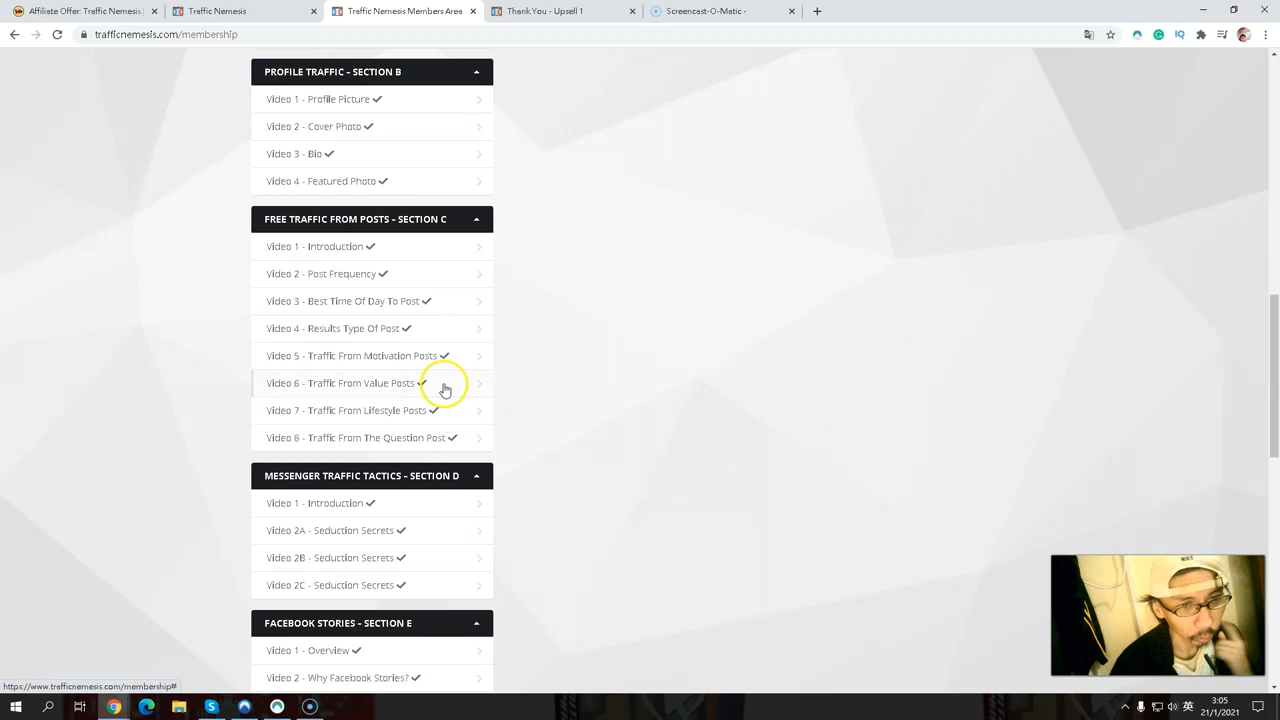 Affiliate Offer: Traffic Nemesis
Traffic Nemesis
Traffic Nemesis Members Area
Thank You - Upsell 1
Screencast-O-Matic -
trafficnemesis.com/membership
PROFILE TRAFFIC – SECTION B
Video 1 - Profile Picture
Video 2 - Cover Photo
Video 3 - Bio
Video 4 - Featured Photo
FREE TRAFFIC FROM POSTS – SECTION C
Video 1 - Introduction
Video 2 - Post Frequency
Video 3 - Best Time Of Day To Post
Video 4 - Results Type Of Post
Video 5 - Traffic From Motivation Posts
Video 6 - Traffic From Value Posts
Video 7 - Traffic From Lifestyle Posts
Video 8 - Traffic From The Question Post
MESSENGER TRAFFIC TACTICS – SECTION D
Video 1 - Introduction
Video 2A - Seduction Secrets
Video 2B - Seduction Secrets
Video 2C - Seduction Secrets
FACEBOOK STORIES – SECTION E
Video 1 - Overview
Video 2 - Why Facebook Stories?
https://www.trafficnemesis.com/membership#
英
3:05
21/1/2021